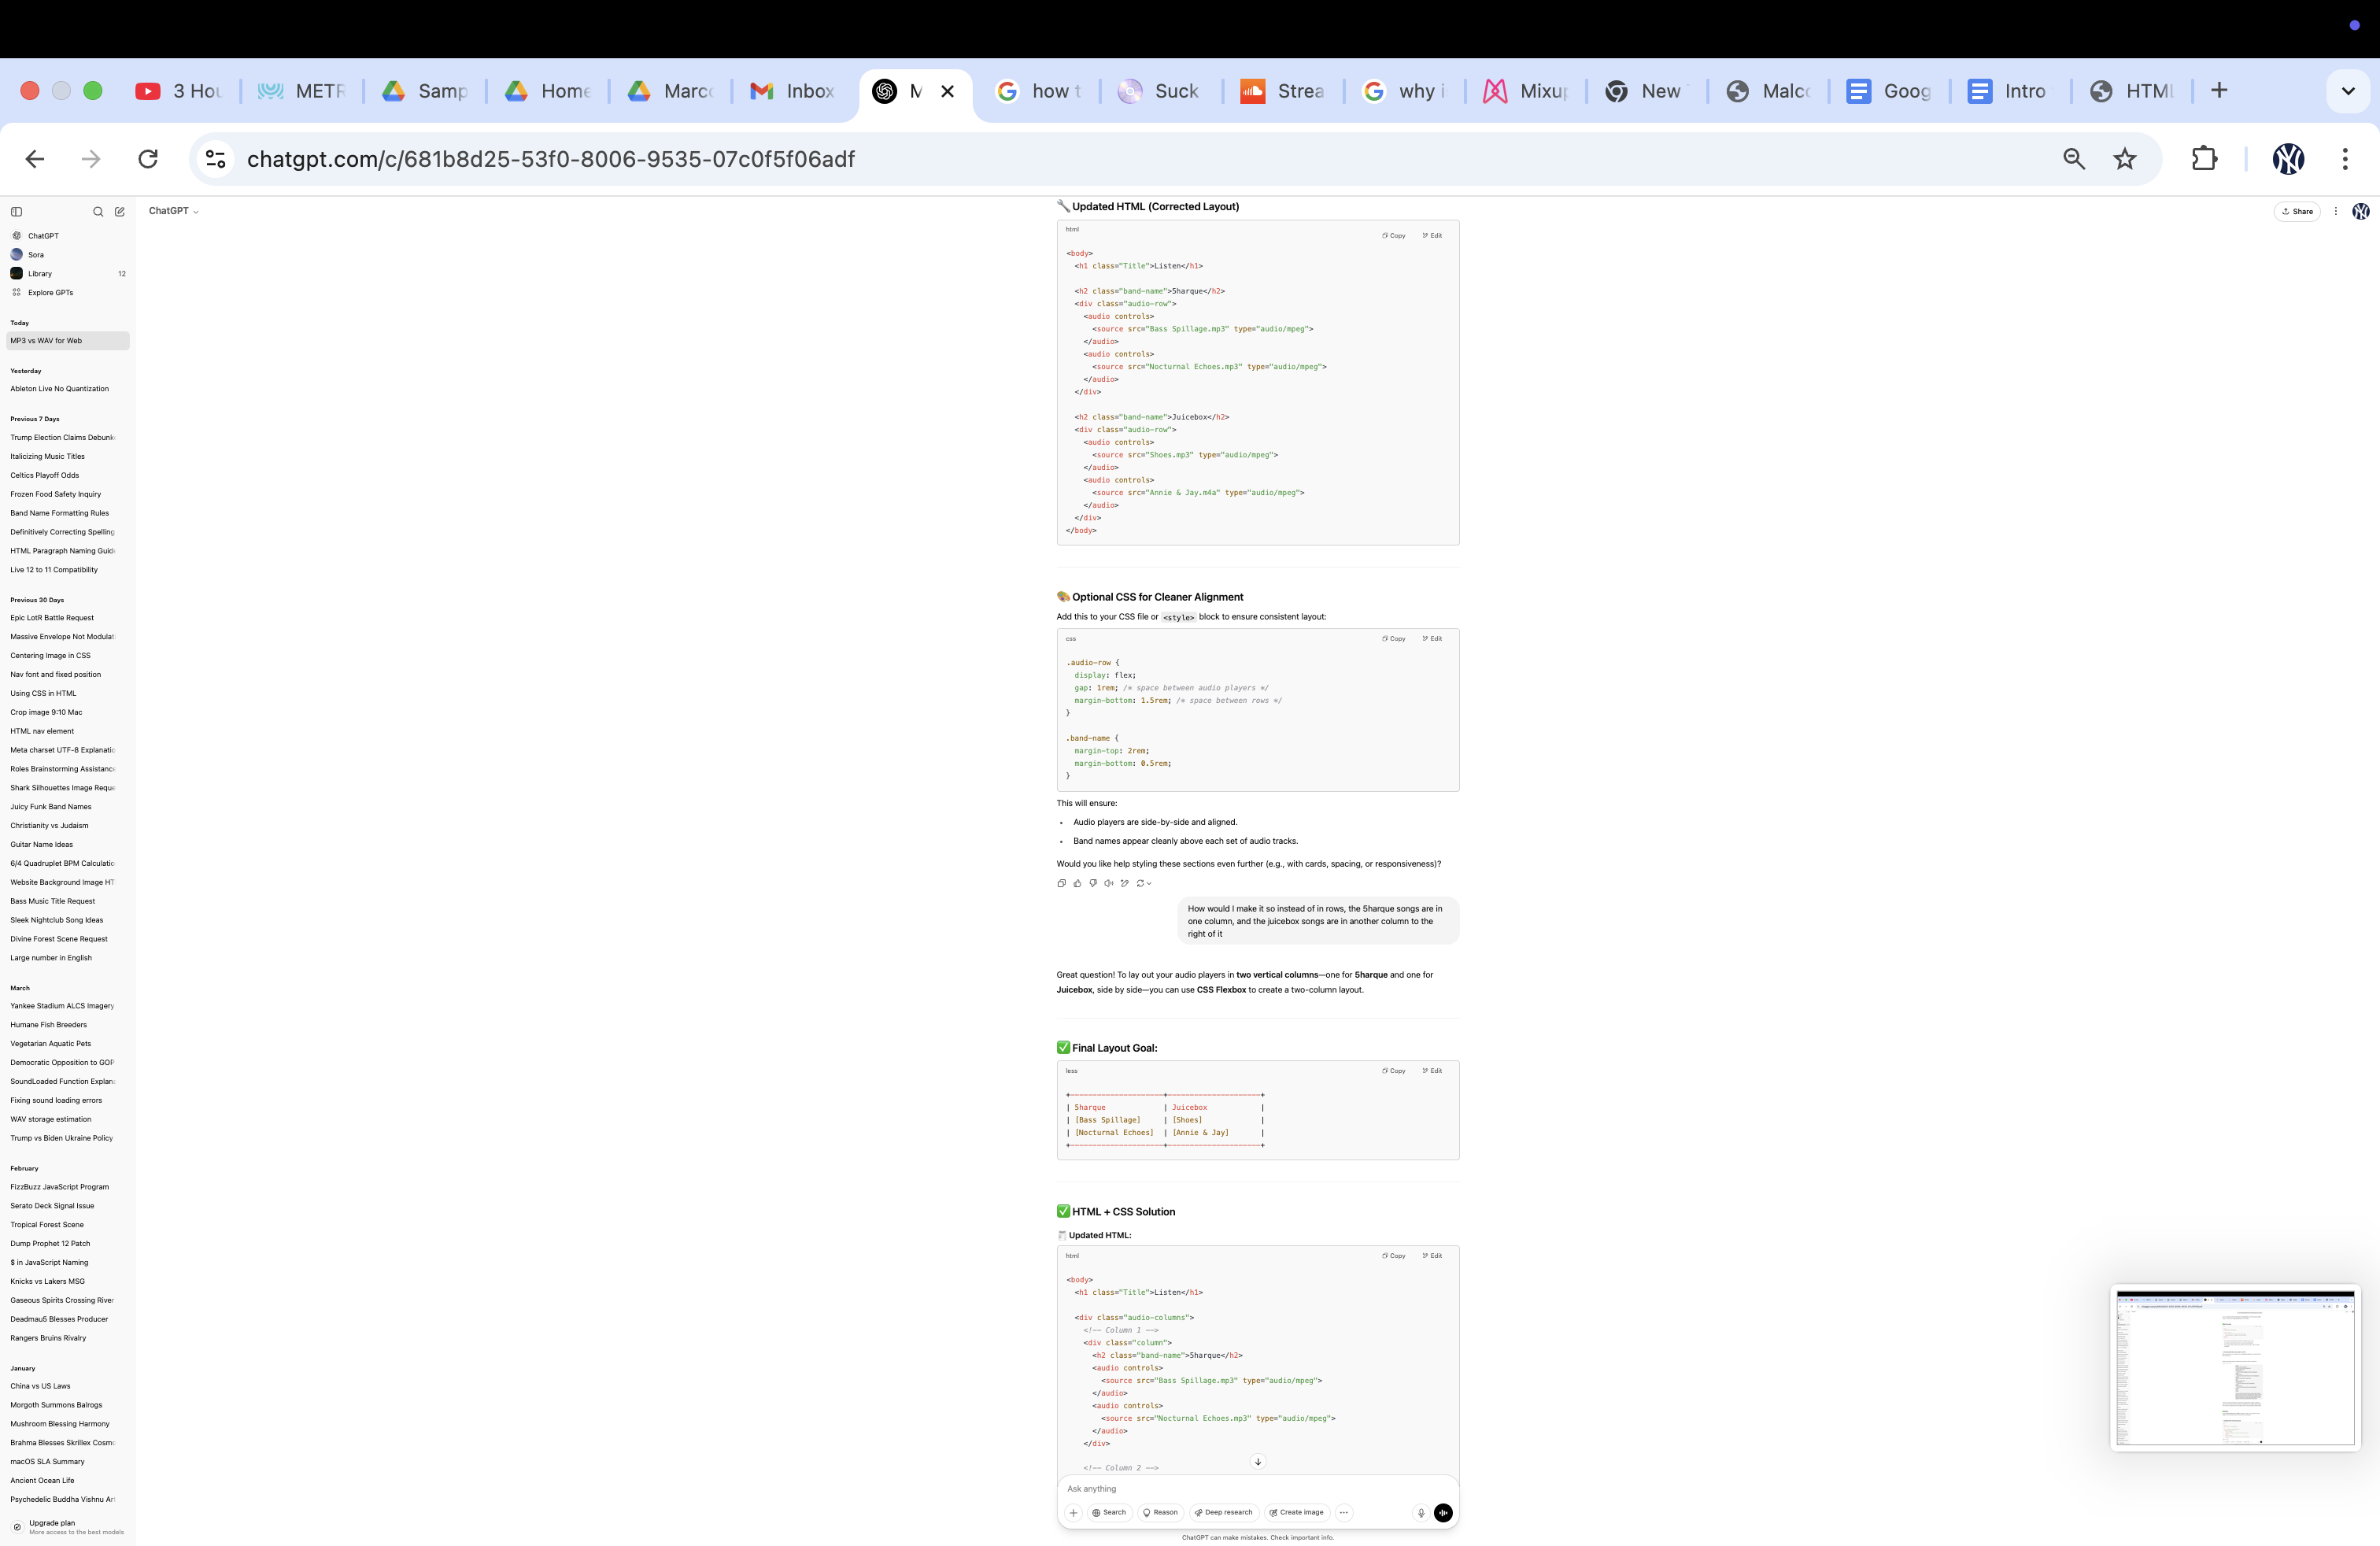 3 Hou
METR
Samp
Home
Marco
Inbox
how t
Suck
Strea
why i
Mixup
New
Malco
Goog
Intro
HTML
chatgpt.com/c/681b8d25-53f0-8006-9535-07c0f5f06adf
ChatGPT
Share
ChatGPT
Sora
Library 12
Explore GPTs
Today
MP3 vs WAV for Web
Yesterday
Ableton Live No Quantization
Previous 7 Days
Trump Election Claims Debunke
Italicizing Music Titles
Celtics Playoff Odds
Frozen Food Safety Inquiry
Band Name Formatting Rules
Definitively Correcting Spelling
HTML Paragraph Naming Guide
Live 12 to 11 Compatibility
Previous 30 Days
Epic LotR Battle Request
Massive Envelope Not Modulati
Centering Image in CSS
Nav font and fixed position
Using CSS in HTML
Crop image 9:10 Mac
HTML nav element
Meta charset UTF-8 Explanatio
Roles Brainstorming Assistance
Shark Silhouettes Image Reque
Juicy Funk Band Names
Christianity vs Judaism
Guitar Name Ideas
6/4 Quadruplet BPM Calculatio
Website Background Image HT
Bass Music Title Request
Sleek Nightclub Song Ideas
Divine Forest Scene Request
Large number in English
March
Yankee Stadium ALCS Imagery
Humane Fish Breeders
Vegetarian Aquatic Pets
Democratic Opposition to GOP
SoundLoaded Function Explana
Fixing sound loading errors
WAV storage estimation
Trump vs Biden Ukraine Policy
February
FizzBuzz JavaScript Program
Serato Deck Signal Issue
Tropical Forest Scene
Dump Prophet 12 Patch
$ in JavaScript Naming
Knicks vs Lakers MSG
Gaseous Spirits Crossing River
Deadmau5 Blesses Producer
Rangers Bruins Rivalry
January
China vs US Laws
Morgoth Summons Balrogs
Mushroom Blessing Harmony
Brahma Blesses Skrillex Cosmo
macOS SLA Summary
Ancient Ocean Life
Psychedelic Buddha Vishnu Ar
Upgrade plan
More access to the best models
Updated HTML (Corrected Layout)
html
Copy Edit
<body>
<h1 class="Title">Listen</h1>
<h2 class="band-name">5harque</h2>
<div class="audio-row">
<audio controls>
<source src="Bass Spillage.mp3" type="audio/mpeg">
</audio>
<audio controls>
<source src="Nocturnal Echoes.mp3" type="audio/mpeg">
</audio>
</div>
<h2 class="band-name">Juicebox</h2>
<div class="audio-row">
<audio controls>
<source src="Shoes.mp3" type="audio/mpeg">
</audio>
<audio controls>
<source src="Annie & Jay.m4a" type="audio/mpeg">
</audio>
</div>
</body>
Optional CSS for Cleaner Alignment
Add this to your CSS file or <style> block to ensure consistent layout:
css
Copy Edit
.audio-row {
display: flex;
gap: 1rem; /* space between audio players */
margin-bottom: 1.5rem; /* space between rows */
}
.band-name {
margin-top: 2rem;
margin-bottom: 0.5rem;
}
This will ensure:
• Audio players are side-by-side and aligned.
• Band names appear cleanly above each set of audio tracks.
Would you like help styling these sections even further (e.g., with cards, spacing, or responsiveness)?
How would I make it so instead of in rows, the 5harque songs are in
one column, and the juicebox songs are in another column to the
right of it
Great question! To lay out your audio players in two vertical columns—one for 5harque and one for
Juicebox, side by side—you can use CSS Flexbox to create a two-column layout.
Final Layout Goal:
less
Copy Edit
+---------------------+---------------------+
| 5harque | Juicebox |
| [Bass Spillage] | [Shoes] |
| [Nocturnal Echoes] | [Annie & Jay] |
+---------------------+---------------------+
HTML + CSS Solution
Updated HTML:
html
Copy Edit
<body>
<h1 class="Title">Listen</h1>
<div class="audio-columns">
<!-- Column 1 -->
<div class="column">
<h2 class="band-name">5harque</h2>
<audio controls>
<source src="Bass Spillage.mp3" type="audio/mpeg">
</audio>
<audio controls>
<source src="Nocturnal Echoes.mp3" type="audio/mpeg">
</audio>
</div>
<!-- Column 2 -->
Ask anything
Search Reason Deep research Create image
ChatGPT can make mistakes. Check important info.